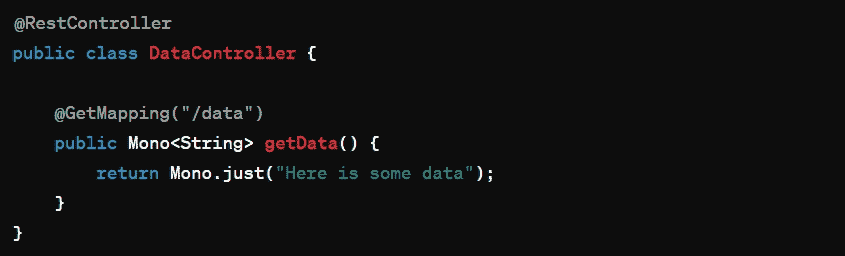 @RestController
public class DataController {
@GetMapping("/data")
public Mono<String> getData() {
return Mono.just("Here is some data");
}
}